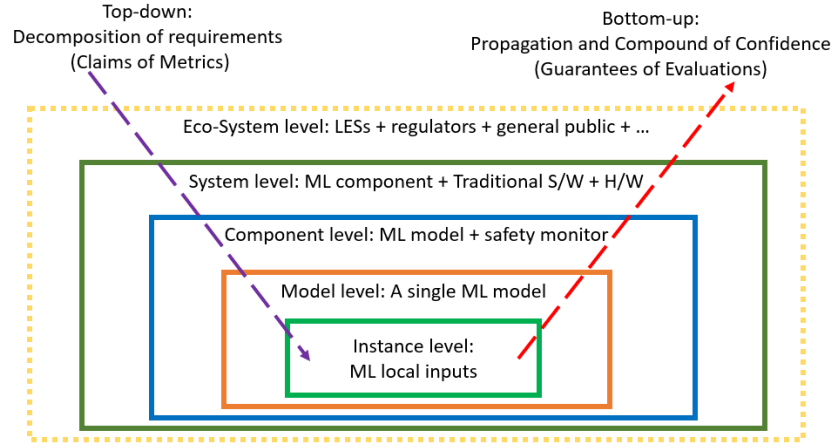 Top-down:
Decomposition of requirements
(Claims of Metrics)
Bottom-up:
Propagation and Compound of Confidence
(Guarantees of Evaluations)
Eco-System level: LESs + regulators + general public + ...
System level: ML component + Traditional S/W + H/W
Component level: ML model + safety monitor
Model level: A single ML model
Instance level:
ML local inputs